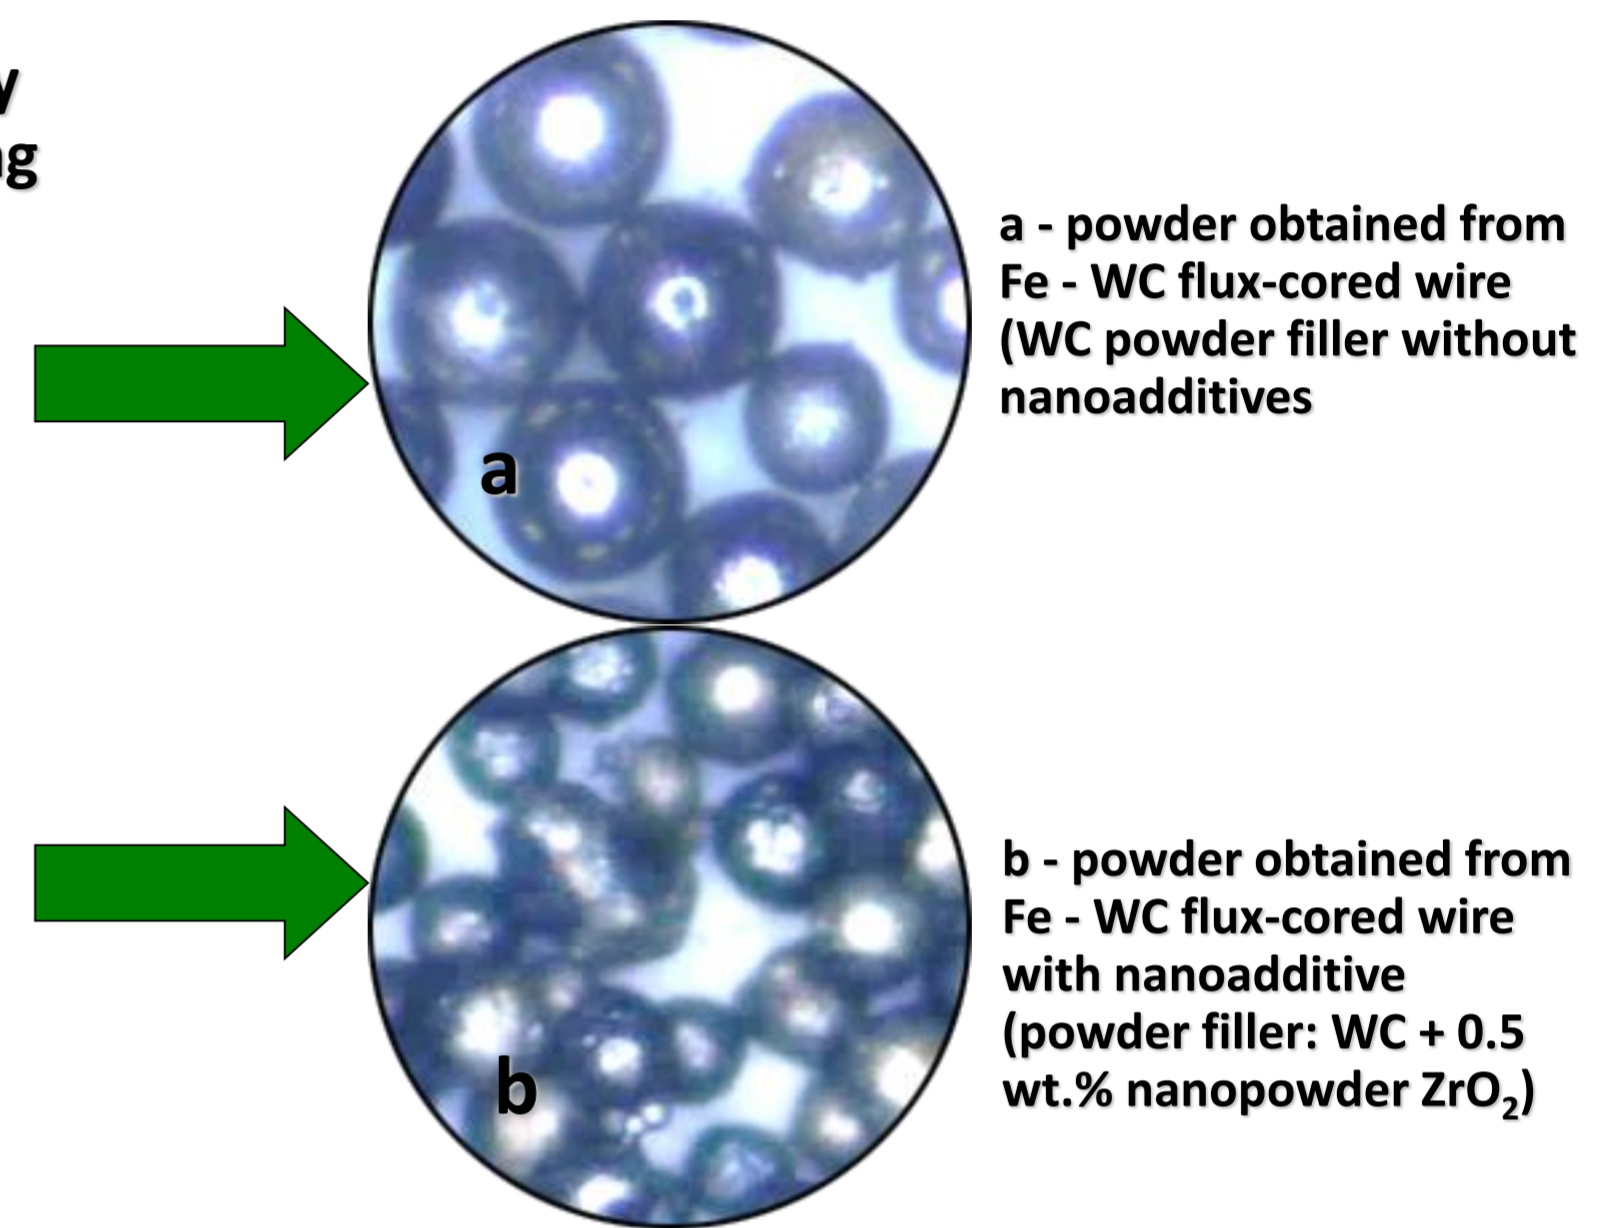 a - powder obtained from
Fe - WC flux-cored wire
(WC powder filler without
nanoadditives
a
b - powder obtained from
Fe - WC flux-cored wire
with nanoadditive
(powder filler: WC + 0.5
wt.% nanopowder ZrO₂)
b